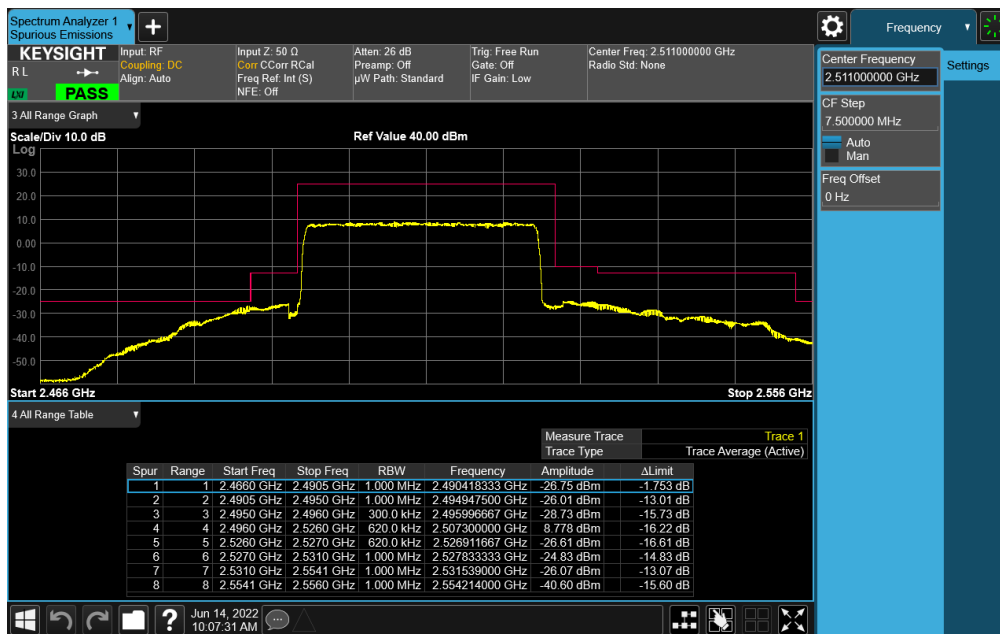 Spectrum Analyzer 1
Spurious Emissions
+
Frequency
KEYSIGHT
R L
LXI
PASS
Input: RF
Coupling: DC
Align: Auto
Input Z: 50 Ω
Corr CCorr RCal
Freq Ref: Int (S)
NFE: Off
Atten: 26 dB
Preamp: Off
µW Path: Standard
Trig: Free Run
Gate: Off
IF Gain: Low
Center Freq: 2.511000000 GHz
Radio Std: None
Center Frequency
2.511000000 GHz
Settings
CF Step
7.500000 MHz
Auto
Man
Freq Offset
0 Hz
3 All Range Graph
Scale/Div 10.0 dB
Ref Value 40.00 dBm
Log
30.0
20.0
10.0
0.00
-10.0
-20.0
-30.0
-40.0
-50.0
Start 2.466 GHz
Stop 2.556 GHz
4 All Range Table
Measure Trace Trace 1
Trace Type Trace Average (Active)
Spur Range Start Freq Stop Freq RBW Frequency Amplitude ΔLimit
1 1 2.4660 GHz 2.4905 GHz 1.000 MHz 2.490418333 GHz -26.75 dBm -1.753 dB
2 2 2.4905 GHz 2.4950 GHz 1.000 MHz 2.494947500 GHz -26.01 dBm -13.01 dB
3 3 2.4950 GHz 2.4960 GHz 300.0 kHz 2.495996667 GHz -28.73 dBm -15.73 dB
4 4 2.4960 GHz 2.5260 GHz 620.0 kHz 2.507300000 GHz 8.778 dBm -16.22 dB
5 5 2.5260 GHz 2.5270 GHz 620.0 kHz 2.526911667 GHz -26.61 dBm -16.61 dB
6 6 2.5270 GHz 2.5310 GHz 1.000 MHz 2.527833333 GHz -24.83 dBm -14.83 dB
7 7 2.5310 GHz 2.5541 GHz 1.000 MHz 2.531539000 GHz -26.07 dBm -13.07 dB
8 8 2.5541 GHz 2.5560 GHz 1.000 MHz 2.554214000 GHz -40.60 dBm -15.60 dB
?
Jun 14, 2022
10:07:31 AM